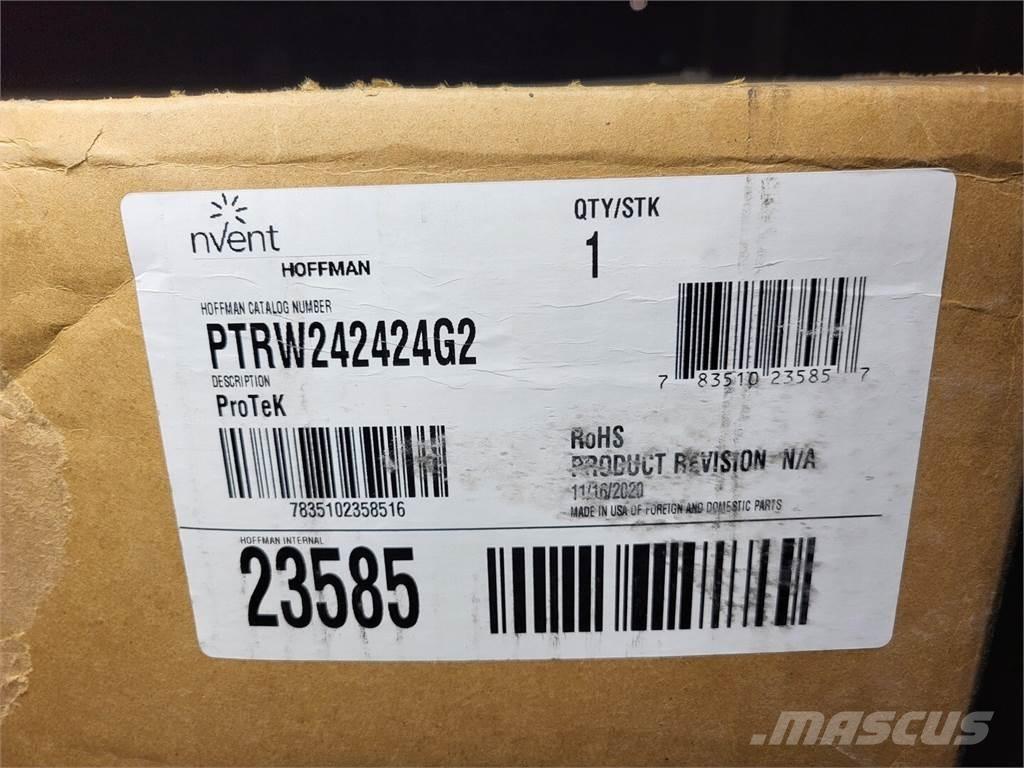 nvent
HOFFMAN
QTY/STK
1
HOFFMAN CATALOG NUMBER
PTRW242424G2
DESCRIPTION
ProTeK
7 83510 23585 7
7835102358516
RoHS
PRODUCT REVISION N/A
11/16/2020
MADE IN USA OF FOREIGN AND DOMESTIC PARTS
HOFFMAN INTERNAL
23585
MASCUS